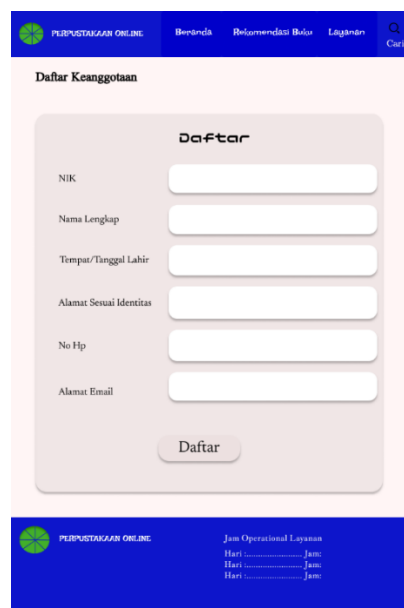 PERPUSTAKAAN ONLINE Beranda Rekomendasi Buku Layanan Cari
Daftar Keanggotaan
Daftar
NIK
Nama Lengkap
Tempat/Tanggal Lahir
Alamat Sesuai Identitas
No Hp
Alamat Email
Daftar
PERPUSTAKAAN ONLINE
Jam Operational Layanan
Hari :........................ Jam:
Hari :........................ Jam:
Hari :........................ Jam: